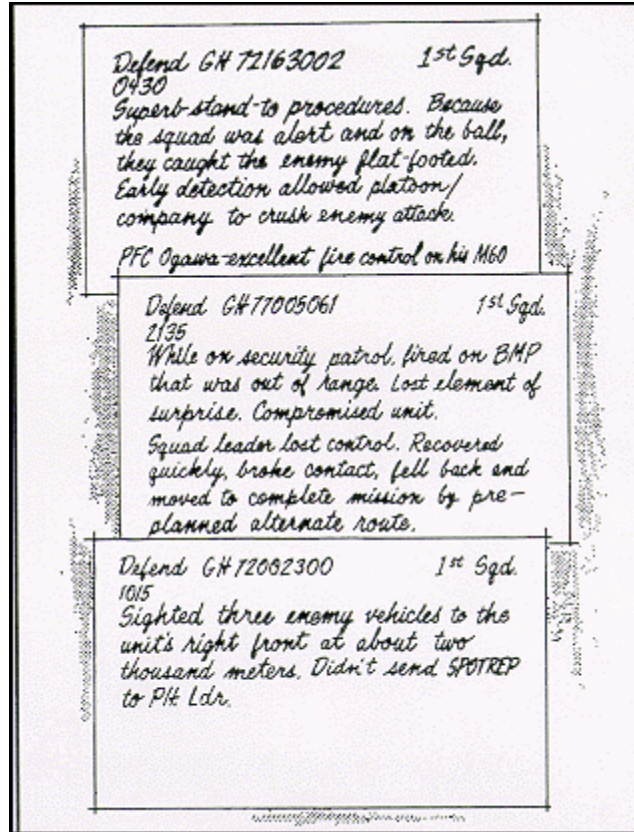 Defend GH 72163002 1st Sqd.
0430
Superb stand-to procedures. Because
the squad was alert and on the ball,
they caught the enemy flat-footed.
Early detection allowed platoon/
company to crush enemy attack.
PFC Ogawa-excellent fire control on his M60
Defend GH77005061 1st Sqd.
2135
While on security patrol, fired on BMP
that was out of range. Lost element of
surprise. Compromised unit.
Squad leader lost control. Recovered
quickly, broke contact, fell back and
moved to complete mission by pre-
planned alternate route.
Defend GH72002300 1st Sqd.
1015
Sighted three enemy vehicles to the
unit's right front at about two
thousand meters. Didn't send SPOTREP
to Plt Ldr.